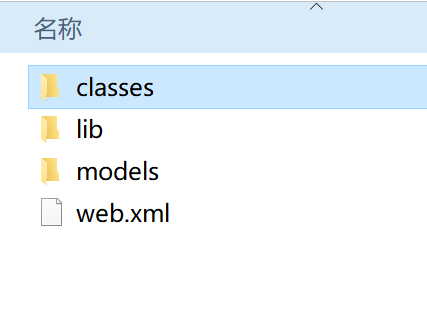 名称
classes
lib
models
web.xml